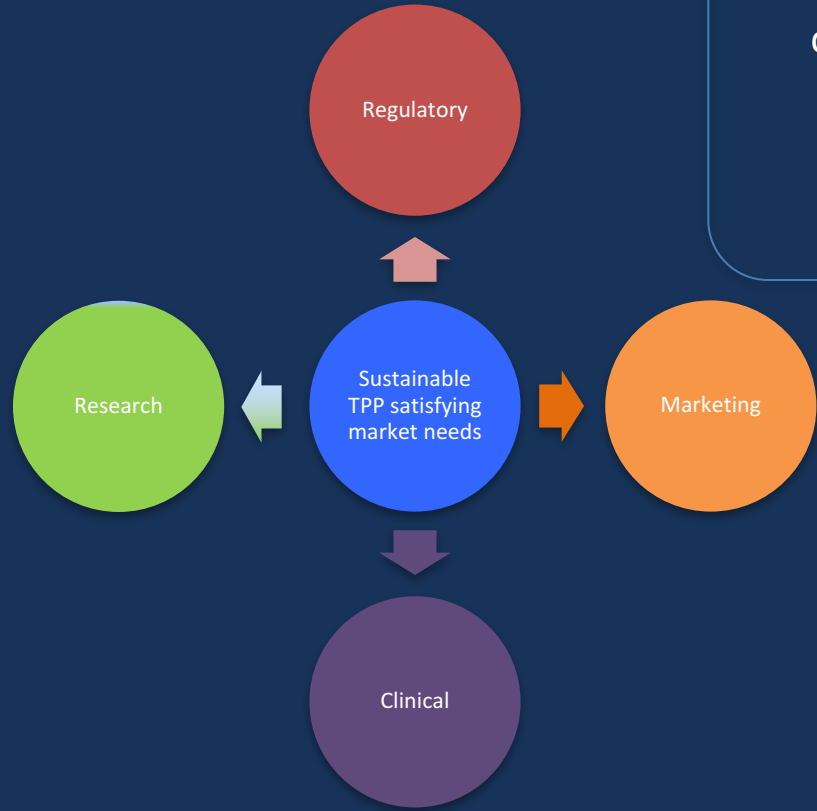 Regulatory
Research
Sustainable
TPP satisfying
market needs
Marketing
Clinical